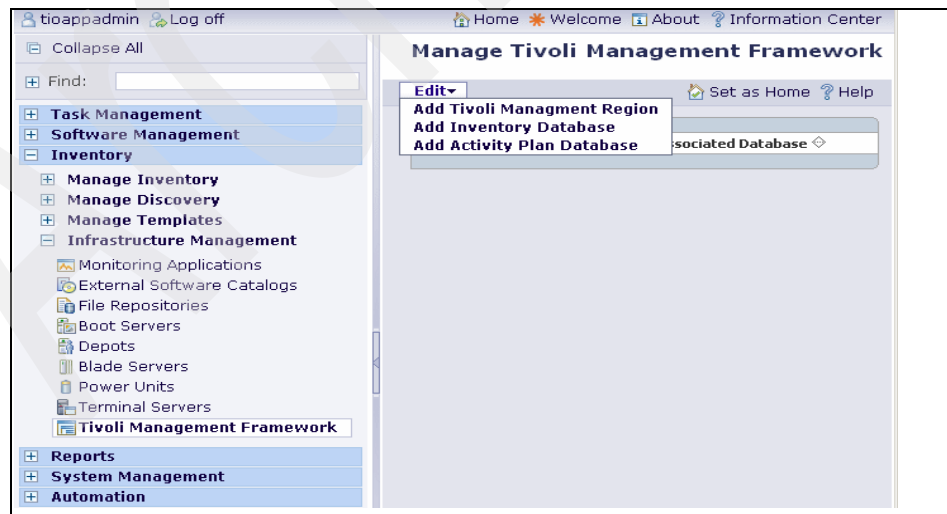 tioappadmin Log off Home Welcome About Information Center
Collapse All
Find:
Task Management
Software Management
Inventory
Manage Inventory
Manage Discovery
Manage Templates
Infrastructure Management
Monitoring Applications
External Software Catalogs
File Repositories
Boot Servers
Depots
Blade Servers
Power Units
Terminal Servers
Tivoli Management Framework
Reports
System Management
Automation
Manage Tivoli Management Framework
Edit Set as Home Help
Add Tivoli Managment Region
Add Inventory Database
Add Activity Plan Database
ssociated Database